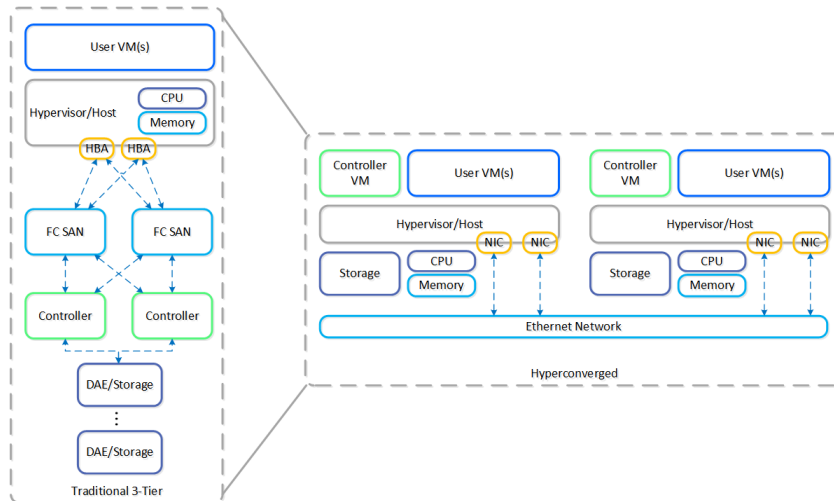 User VM(s)
Hypervisor/Host
CPU
Memory
HBA
HBA
FC SAN
FC SAN
Controller
Controller
DAE/Storage
DAE/Storage
Traditional 3-Tier
Controller
VM
User VM(s)
Hypervisor/Host
NIC
NIC
Storage
CPU
Memory
Controller
VM
User VM(s)
Hypervisor/Host
NIC
NIC
Storage
CPU
Memory
Ethernet Network
Hyperconverged